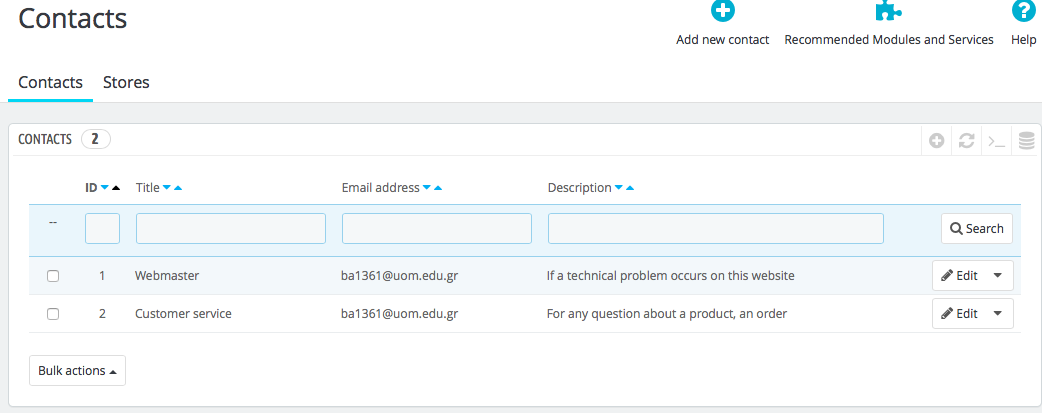 Contacts
Add new contact Recommended Modules and Services Help
Contacts Stores
CONTACTS 2
ID Title Email address Description
-- Search
1 Webmaster ba1361@uom.edu.gr If a technical problem occurs on this website Edit
2 Customer service ba1361@uom.edu.gr For any question about a product, an order Edit
Bulk actions